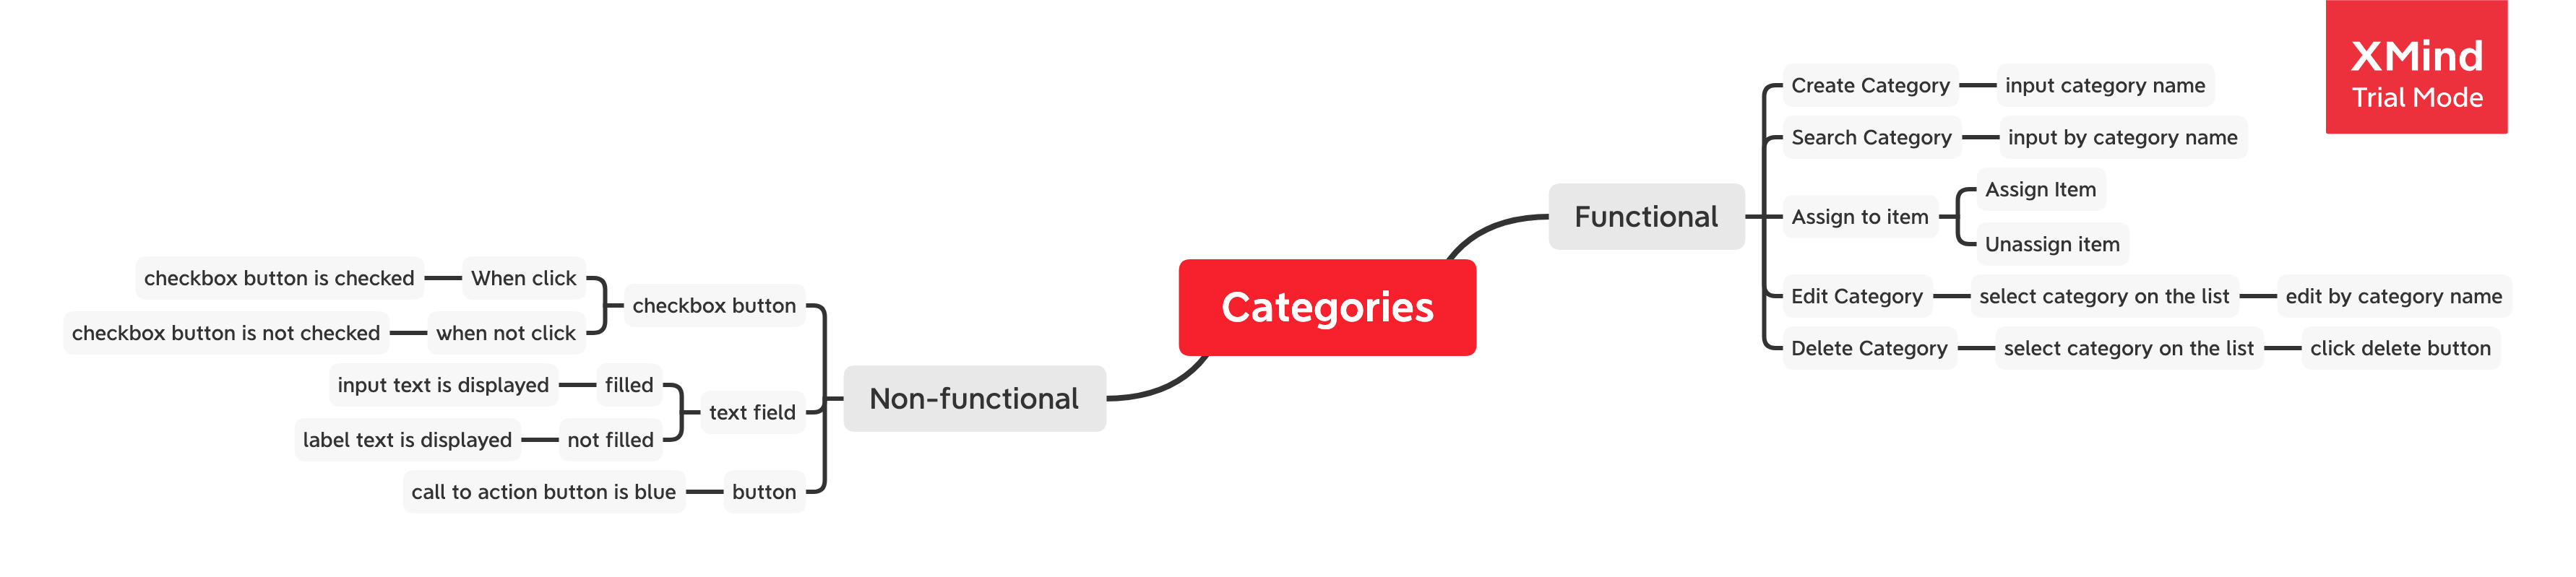 XMind
Trial Mode
Categories
Functional
Create Category
input category name
Search Category
input by category name
Assign to item
Assign Item
Unassign item
Edit Category
select category on the list
edit by category name
Delete Category
select category on the list
click delete button
Non-functional
checkbox button
When click
checkbox button is checked
when not click
checkbox button is not checked
text field
filled
input text is displayed
not filled
label text is displayed
button
call to action button is blue